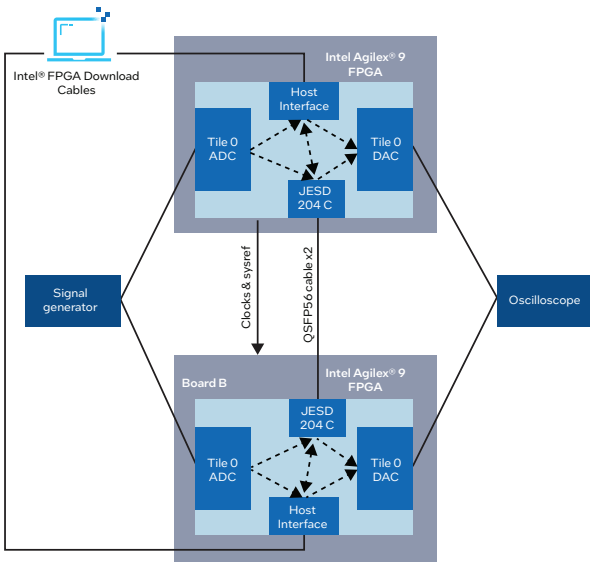 Intel® FPGA Download
Cables
Intel Agilex® 9
FPGA
Host
Interface
Tile 0
ADC
Tile 0
DAC
JESD
204 C
Signal
generator
Clocks & sysref
QSFP56 cable x2
Oscilloscope
Board B
Intel Agilex® 9
FPGA
JESD
204 C
Tile 0
ADC
Tile 0
DAC
Host
Interface